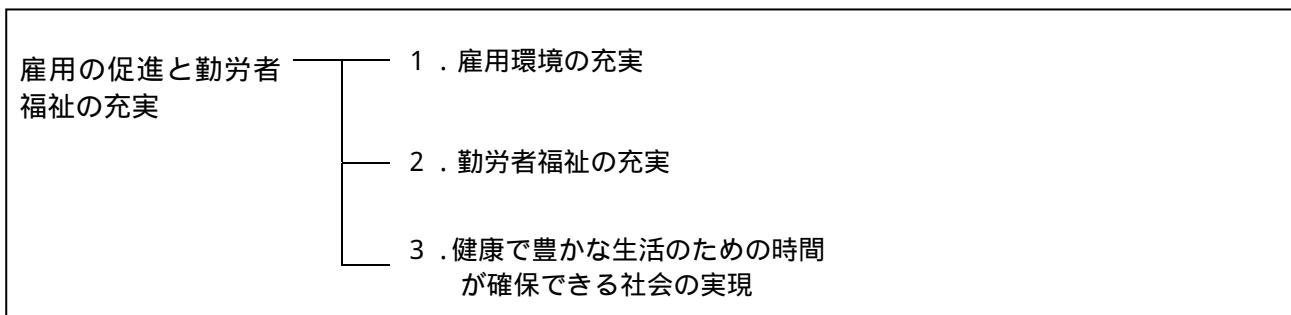 雇用の促進と勤労者
福祉の充実
1 . 雇用環境の充実
2 . 勤労者福祉の充実
3 . 健康で豊かな生活のための時間
が確保できる社会の実現